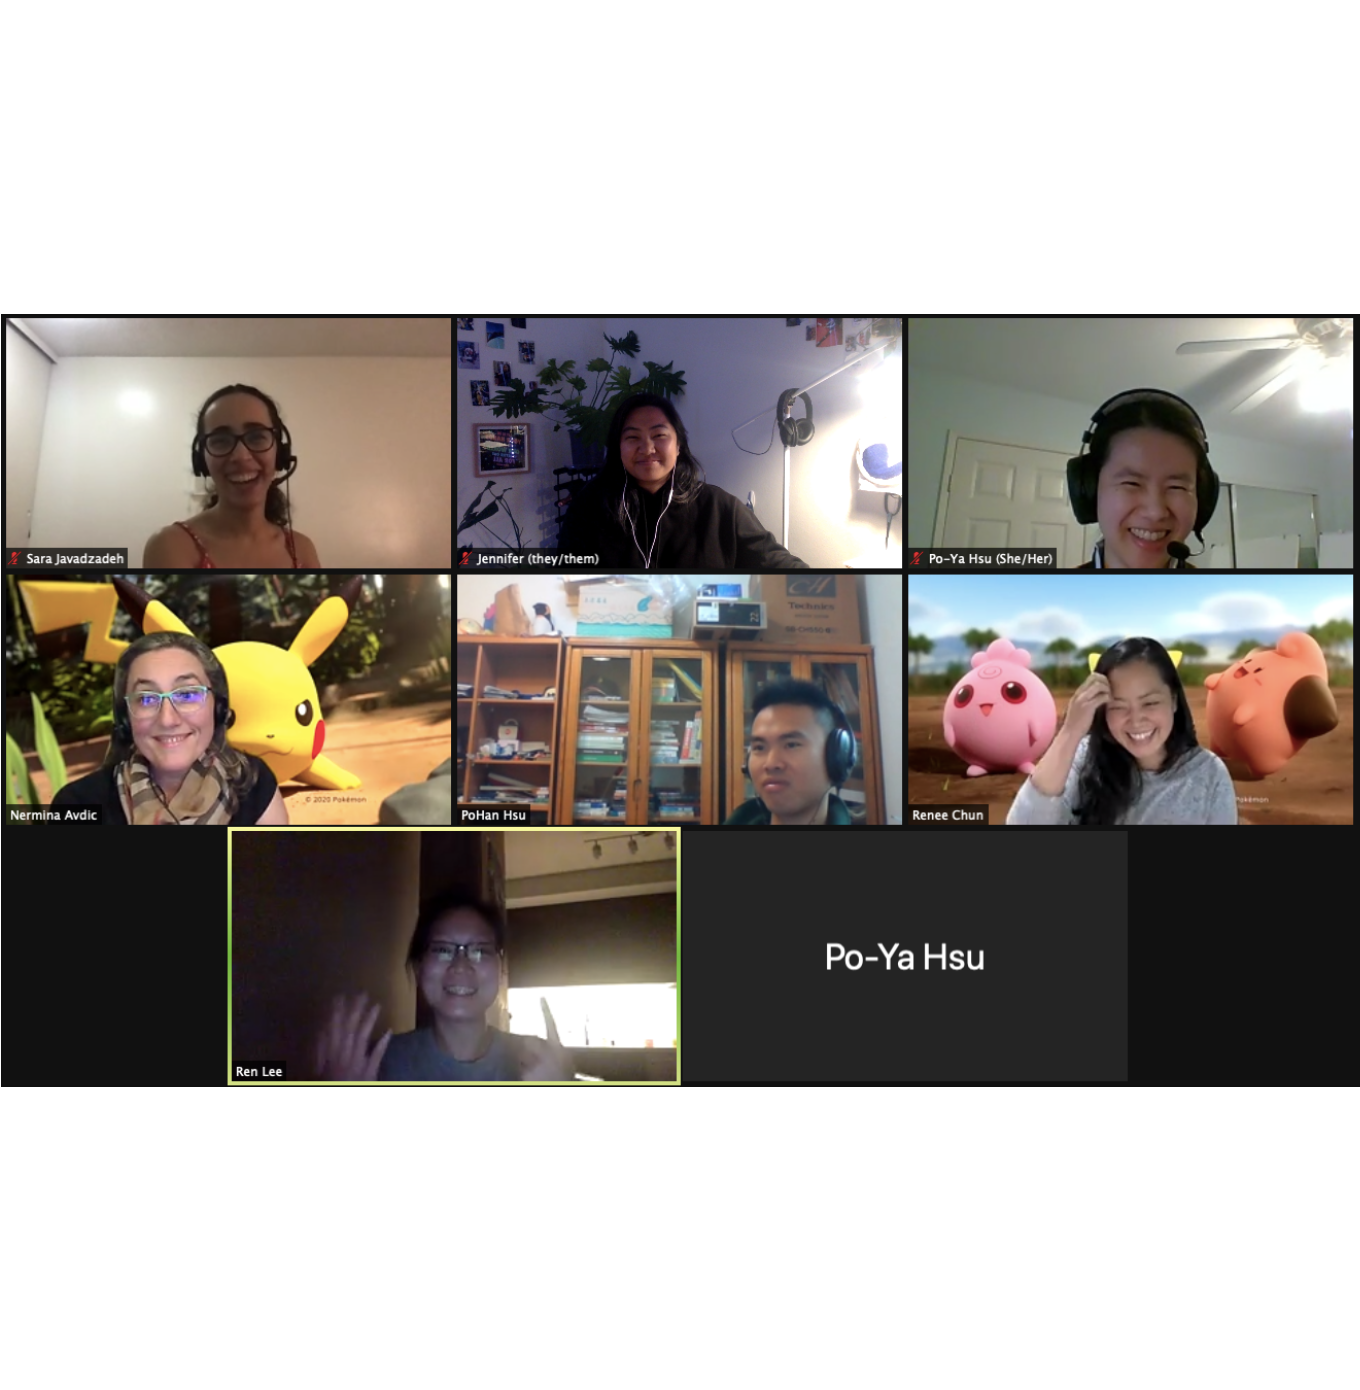 Sara Javadzadeh
Jennifer (they/them)
Po-Ya Hsu (She/Her)
Technics
Nermina Avdic
© 2020 Pokémon
PoHan Hsu
Renee Chun
Pokémon
Ren Lee
Po-Ya Hsu